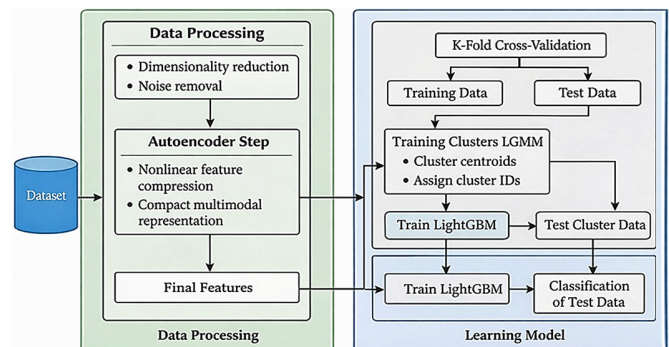 Data Processing
• Dimensionality reduction
• Noise removal
Autoencoder Step
• Nonlinear feature
compression
• Compact multimodal
representation
Final Features
Data Processing
Dataset
K-Fold Cross-Validation
Training Data
Test Data
Training Clusters LGMM
• Cluster centroids
• Assign cluster IDs
Train LightGBM
Test Cluster Data
Train LightGBM
Classification
of Test Data
Learning Model